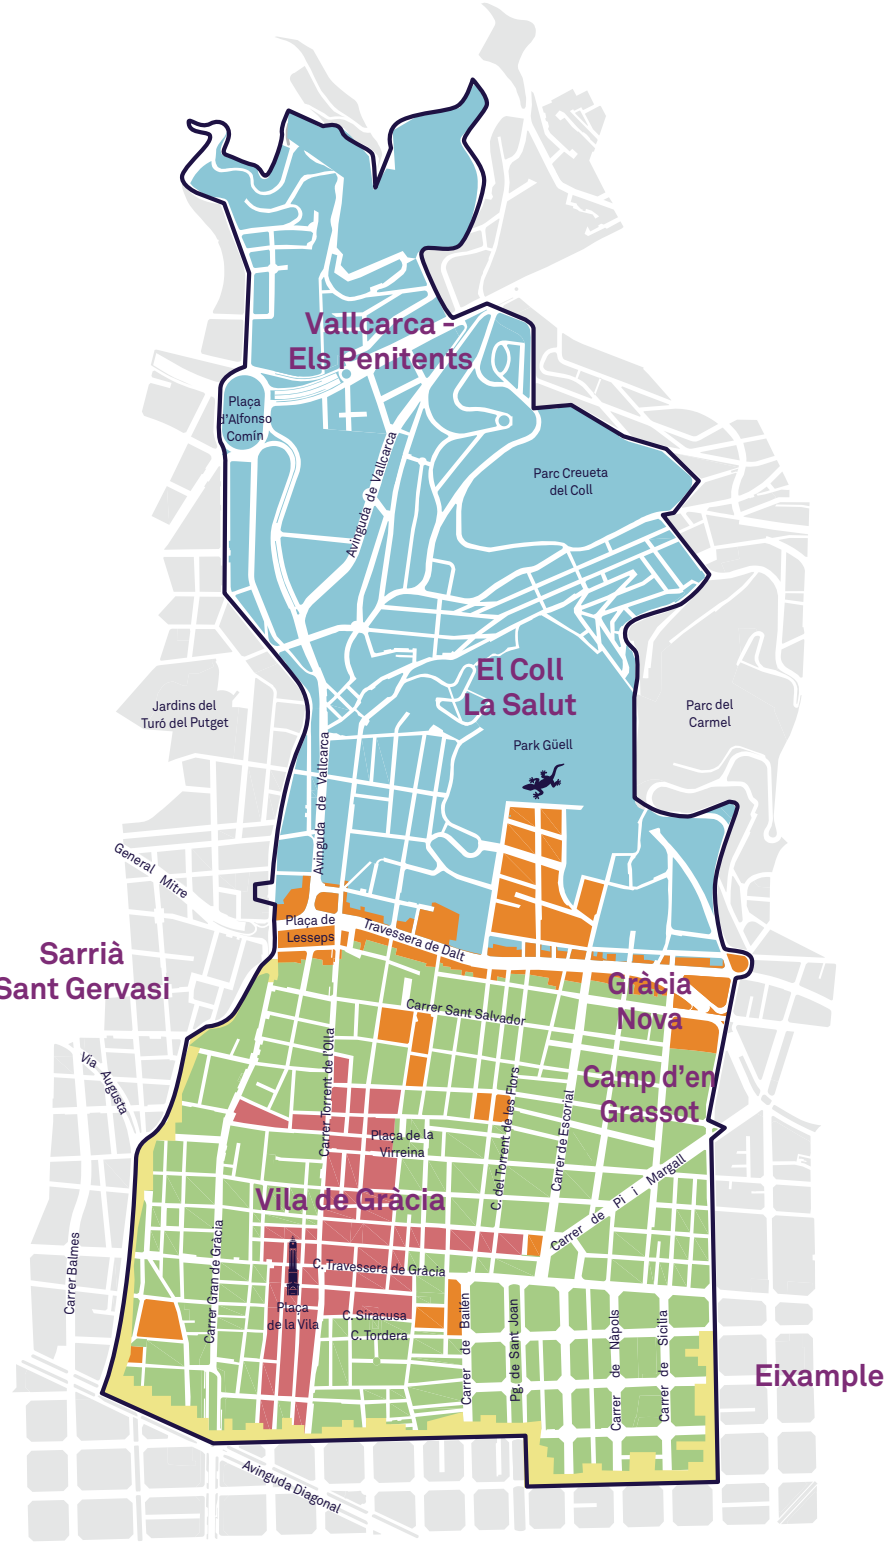 Vallcarca -
Els Penitents
Plaça
d'Alfonso
Comín
Avinguda de Vallcarca
Parc Creueta
del Coll
El Coll
La Salut
Jardins del
Turó del Putget
Parc del
Carmel
Park Güell
Avinguda de Vallcarca
General Mitre
Plaça de
Lesseps
Travessera de Dalt
Sarrià
Sant Gervasi
Gràcia
Nova
Carrer Sant Salvador
Via Augusta
Carrer Torrent de l'Olla
Camp d'en
Grassot
C. del Torrent de les Flors
Carrer de Escorial
Plaça de la
Virreina
Carrer de Pi i Margall
Vila de Gràcia
Carrer Balmes
Carrer Gran de Gràcia
C. Travessera de Gràcia
Plaça
de la Vila
C. Siracusa
C. Tordera
Carrer de Bailèn
Pg. de Sant Joan
Carrer de Nàpols
Carrer de Sicilia
Eixample
Avinguda Diagonal